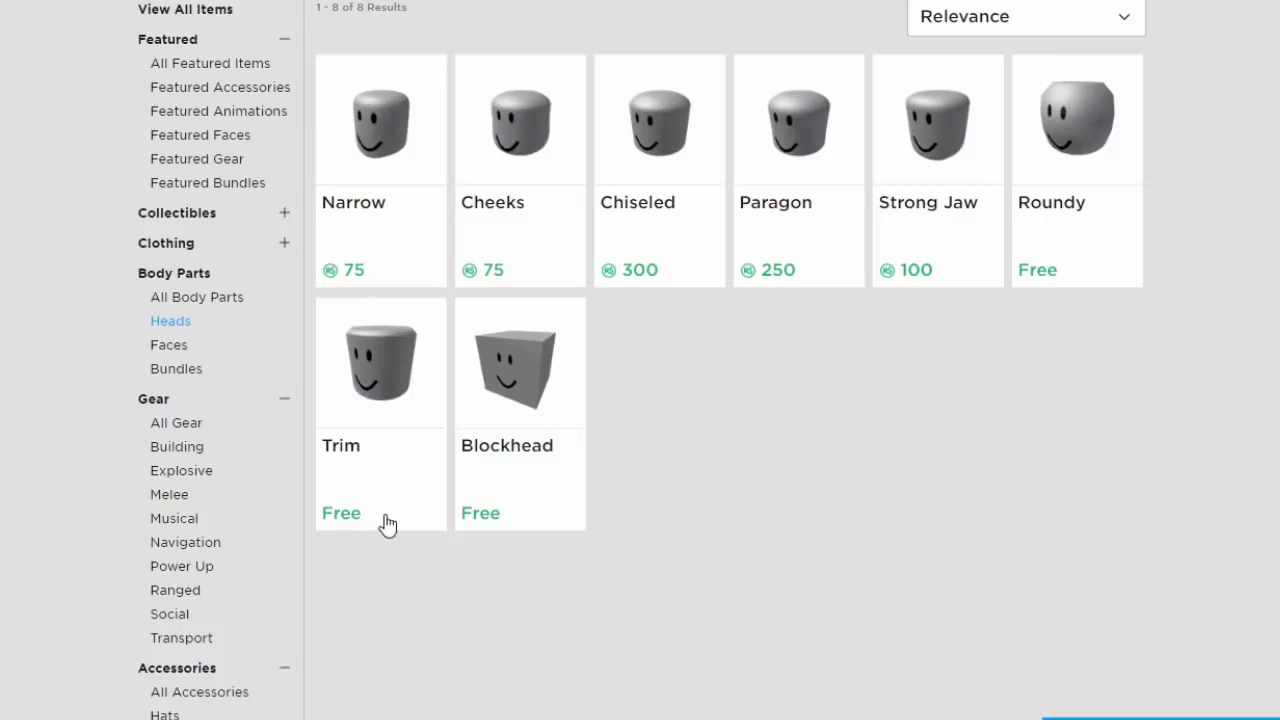 View All Items
Featured
All Featured Items
Featured Accessories
Featured Animations
Featured Faces
Featured Gear
Featured Bundles
Collectibles
Clothing
Body Parts
All Body Parts
Heads
Faces
Bundles
Gear
All Gear
Building
Explosive
Melee
Musical
Navigation
Power Up
Ranged
Social
Transport
Accessories
All Accessories
Hats
1 - 8 of 8 Results
Relevance
Narrow
75
Cheeks
75
Chiseled
300
Paragon
250
Strong Jaw
100
Roundy
Free
Trim
Free
Blockhead
Free